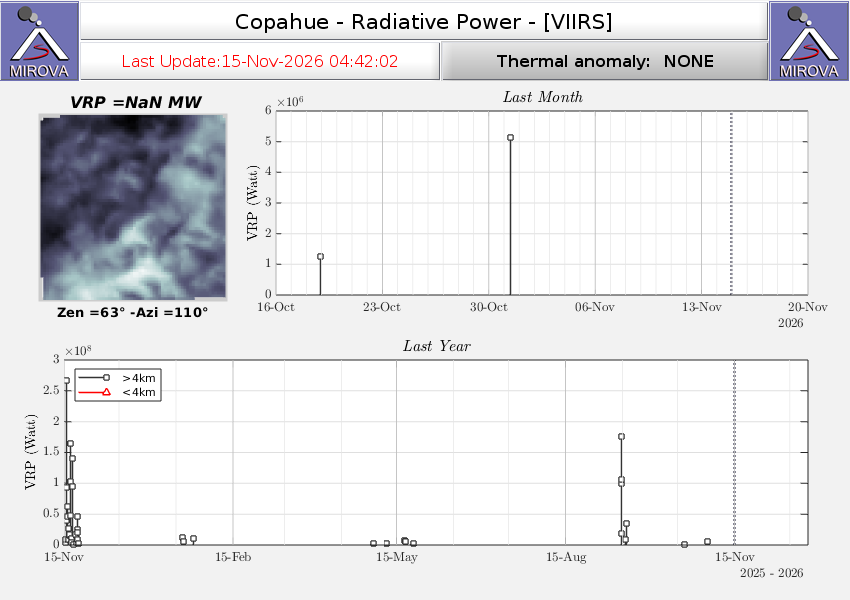 Copahue - Radiative Power - [VIIRS]
MIROVA
Last Update:15-Nov-2026 04:42:02
Thermal anomaly: NONE
MIROVA
VRP =NaN MW
Zen =63° -Azi =110°
Last Month
×10⁶
VRP (Watt)
6
5
4
3
2
1
0
16-Oct 23-Oct 30-Oct 06-Nov 13-Nov 20-Nov
2026
Last Year
×10⁸
VRP (Watt)
3
2.5
2
1.5
1
0.5
0
>4km
<4km
15-Nov 15-Feb 15-May 15-Aug 15-Nov
2025 - 2026